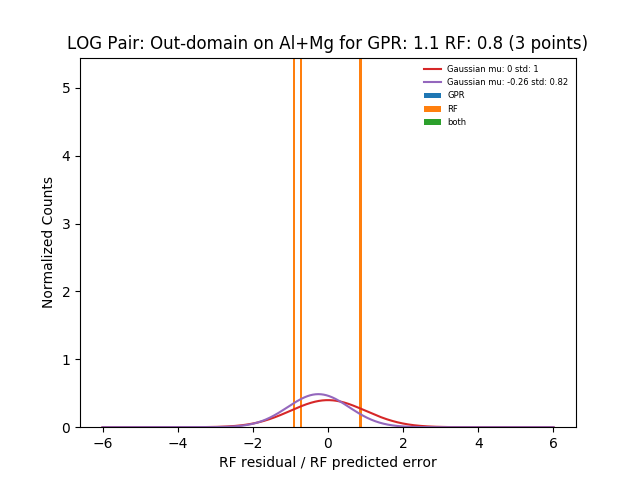 LOG Pair: Out-domain on Al+Mg for GPR: 1.1 RF: 0.8 (3 points)
Gaussian mu: 0 std: 1
Gaussian mu: -0.26 std: 0.82
GPR
RF
both
Normalized Counts
5
4
3
2
1
0
−6
−4
−2
0
2
4
6
RF residual / RF predicted error